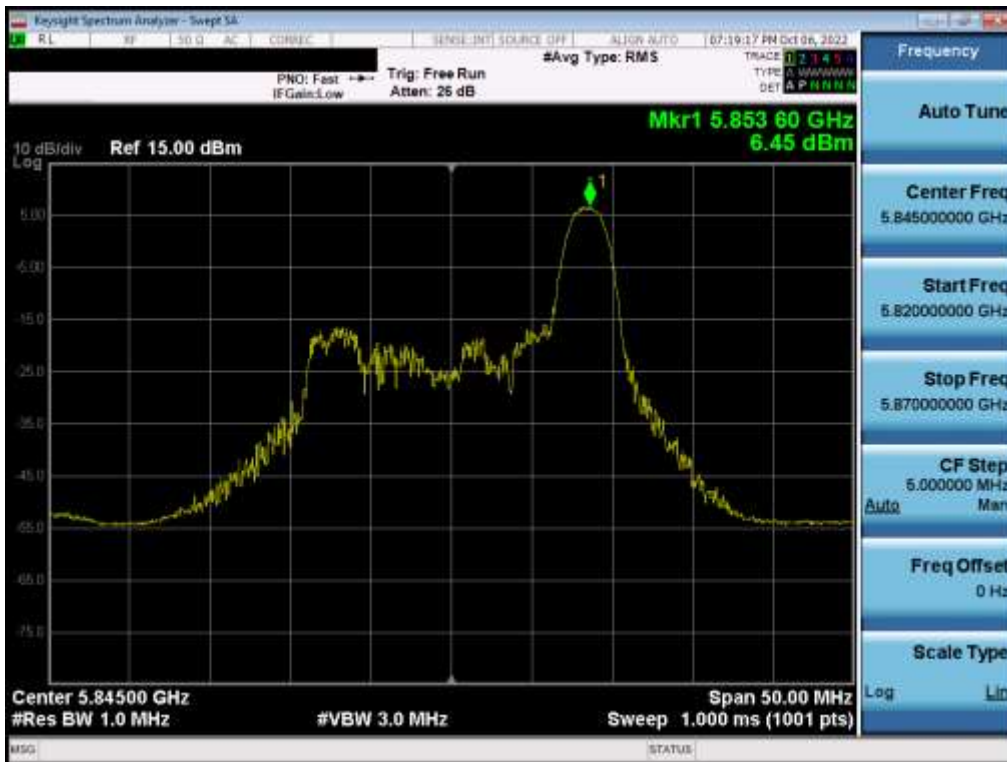 Keysight Spectrum Analyzer - Swept SA
RL RF 50 Ω AC CORREC SENSE:INT SOURCE OFF ALIGN AUTO 07:19:17 PM Oct 06, 2022
#Avg Type: RMS
TRACE 1 2 3 4 5 6
PNO: Fast Trig: Free Run
TYPE A WWWWW
IFGain:Low Atten: 26 dB
DET A P N N N N
Frequency
Mkr1 5.853 60 GHz
6.45 dBm
10 dB/div Ref 15.00 dBm
Log
5.00
-5.00
-15.0
-25.0
-35.0
-45.0
-55.0
-65.0
-75.0
1
Center 5.84500 GHz Span 50.00 MHz
#Res BW 1.0 MHz #VBW 3.0 MHz Sweep 1.000 ms (1001 pts)
MSG STATUS
Auto Tune
Center Freq
5.845000000 GHz
Start Freq
5.820000000 GHz
Stop Freq
5.870000000 GHz
CF Step
5.000000 MHz
Auto Man
Freq Offset
0 Hz
Scale Type
Log Lin